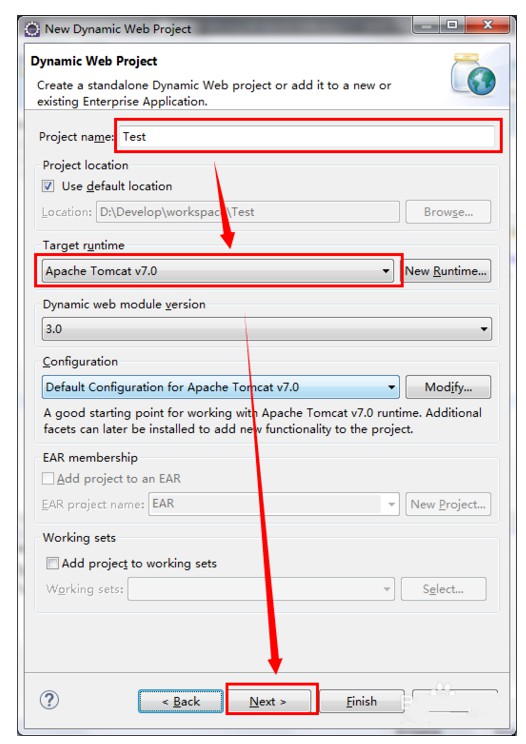 New Dynamic Web Project
Dynamic Web Project
Create a standalone Dynamic Web project or add it to a new or
existing Enterprise Application.
Project name: Test
Project location
Use default location
Location: D:\Develop\workspace\Test Browse...
Target runtime
Apache Tomcat v7.0 New Runtime...
Dynamic web module version
3.0
Configuration
Default Configuration for Apache Tomcat v7.0 Modify...
A good starting point for working with Apache Tomcat v7.0 runtime. Additional
facets can later be installed to add new functionality to the project.
EAR membership
Add project to an EAR
EAR project name: EAR New Project...
Working sets
Add project to working sets
Working sets: Select...
? < Back Next > Finish